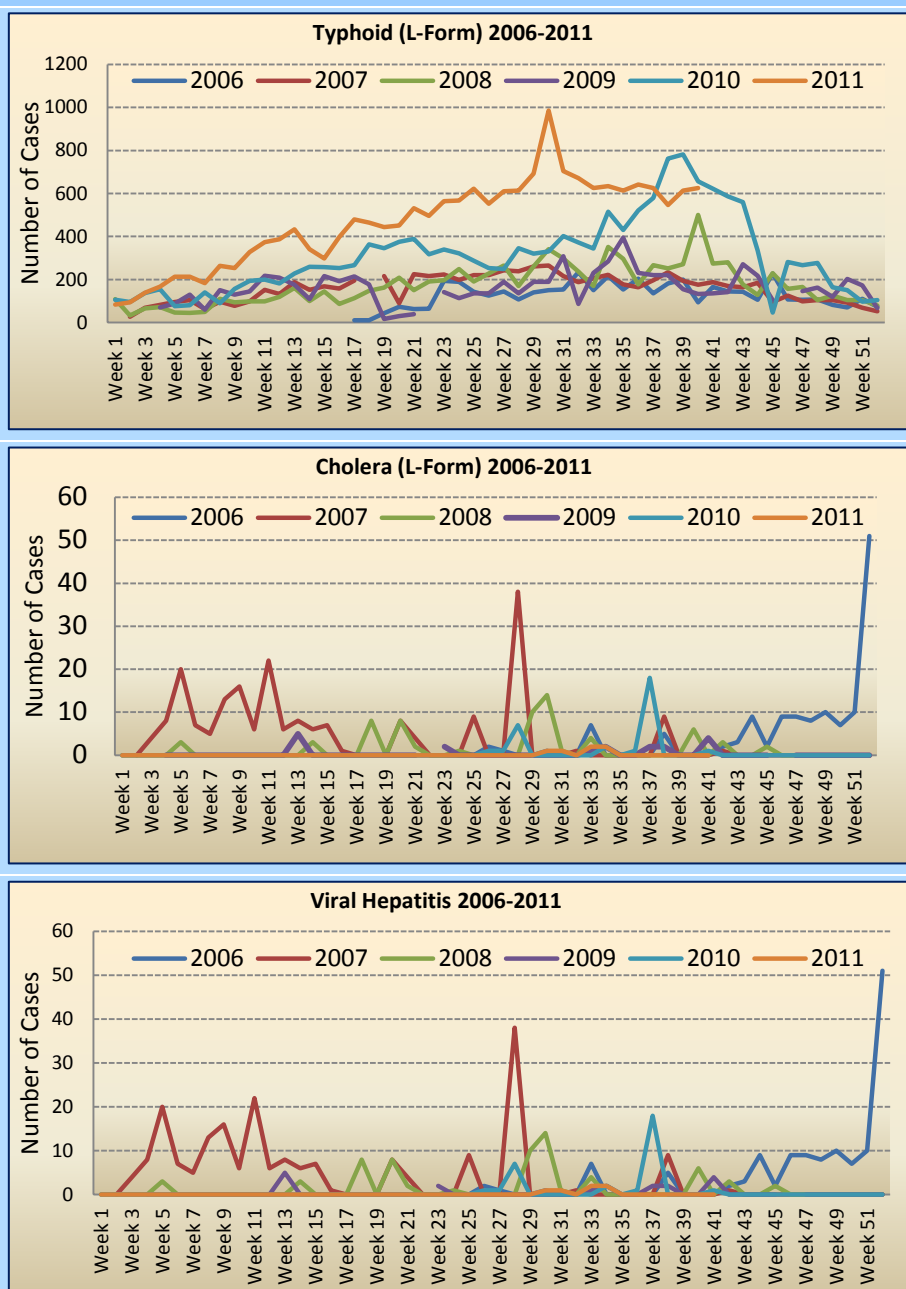 Typhoid (L-Form) 2006-2011
1200
1000
800
600
400
200
0
Number of Cases
2006 2007 2008 2009 2010 2011
Week 1 Week 3 Week 5 Week 7 Week 9 Week 11 Week 13 Week 15 Week 17 Week 19 Week 21 Week 23 Week 25 Week 27 Week 29 Week 31 Week 33 Week 35 Week 37 Week 39 Week 41 Week 43 Week 45 Week 47 Week 49 Week 51
Cholera (L-Form) 2006-2011
60
50
40
30
20
10
0
Number of Cases
2006 2007 2008 2009 2010 2011
Week 1 Week 3 Week 5 Week 7 Week 9 Week 11 Week 13 Week 15 Week 17 Week 19 Week 21 Week 23 Week 25 Week 27 Week 29 Week 31 Week 33 Week 35 Week 37 Week 39 Week 41 Week 43 Week 45 Week 47 Week 49 Week 51
Viral Hepatitis 2006-2011
60
50
40
30
20
10
0
Number of Cases
2006 2007 2008 2009 2010 2011
Week 1 Week 3 Week 5 Week 7 Week 9 Week 11 Week 13 Week 15 Week 17 Week 19 Week 21 Week 23 Week 25 Week 27 Week 29 Week 31 Week 33 Week 35 Week 37 Week 39 Week 41 Week 43 Week 45 Week 47 Week 49 Week 51